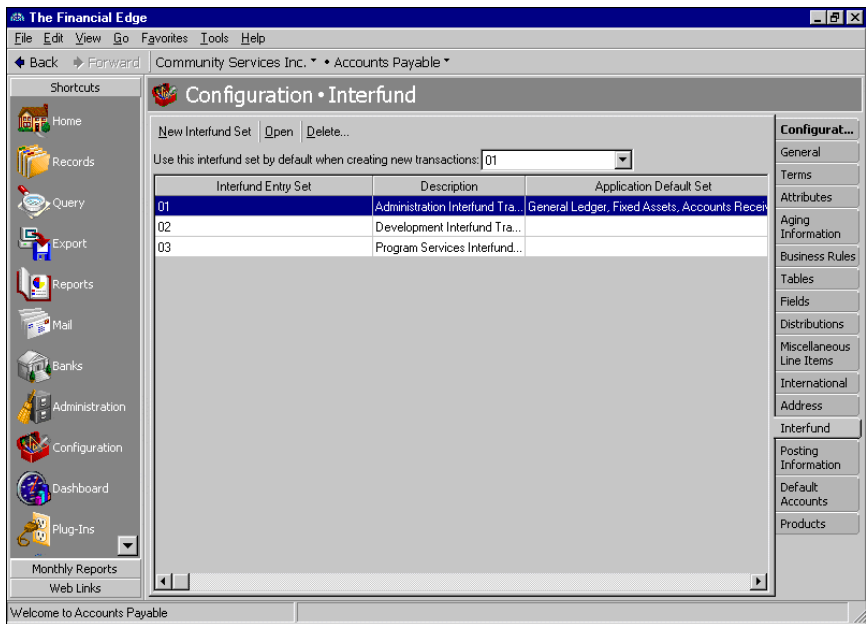 The Financial Edge
File Edit View Go Favorites Tools Help
Back Forward Community Services Inc. • Accounts Payable
Shortcuts
Home
Records
Query
Export
Reports
Mail
Banks
Administration
Configuration
Dashboard
Plug-Ins
Monthly Reports
Web Links
Configuration • Interfund
New Interfund Set Open Delete...
Use this interfund set by default when creating new transactions: 01
Interfund Entry Set Description Application Default Set
01 Administration Interfund Tra... General Ledger, Fixed Assets, Accounts Receiv
02 Development Interfund Tra...
03 Program Services Interfund...
Configurat...
General
Terms
Attributes
Aging
Information
Business Rules
Tables
Fields
Distributions
Miscellaneous
Line Items
International
Address
Interfund
Posting
Information
Default
Accounts
Products
Welcome to Accounts Payable